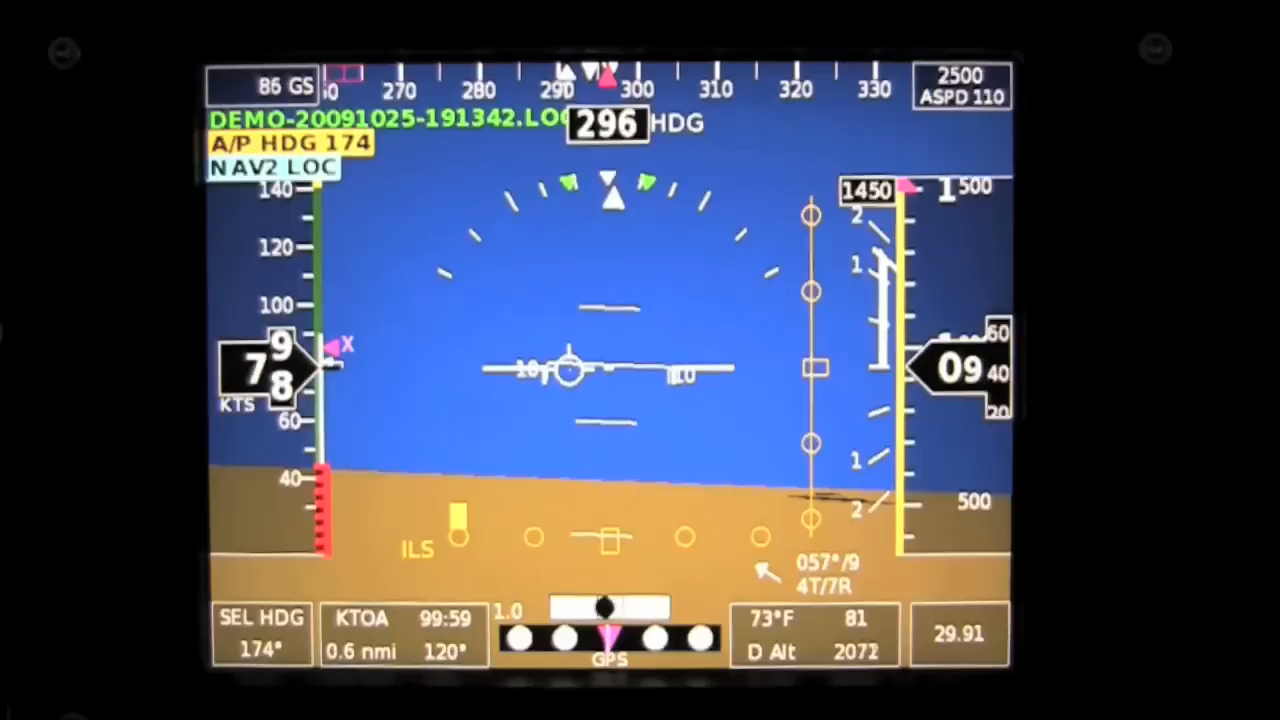 86 GS
270 280 290 300 310 320 330
2500
ASPD 110
DEMO-20091025-191342.LO
296 HDG
A/P HDG 174
NAV2 LOC
140
120
100
60
40
7 9 8
KTS
X
10
10
1450
1 500
2
1
09 60 40 20
1
500
2
ILS
057°/9
4T/7R
SEL HDG
174°
KTOA 99:59
0.6 nmi 120°
1.0
GPS
73°F 81
D Alt 2072
29.91